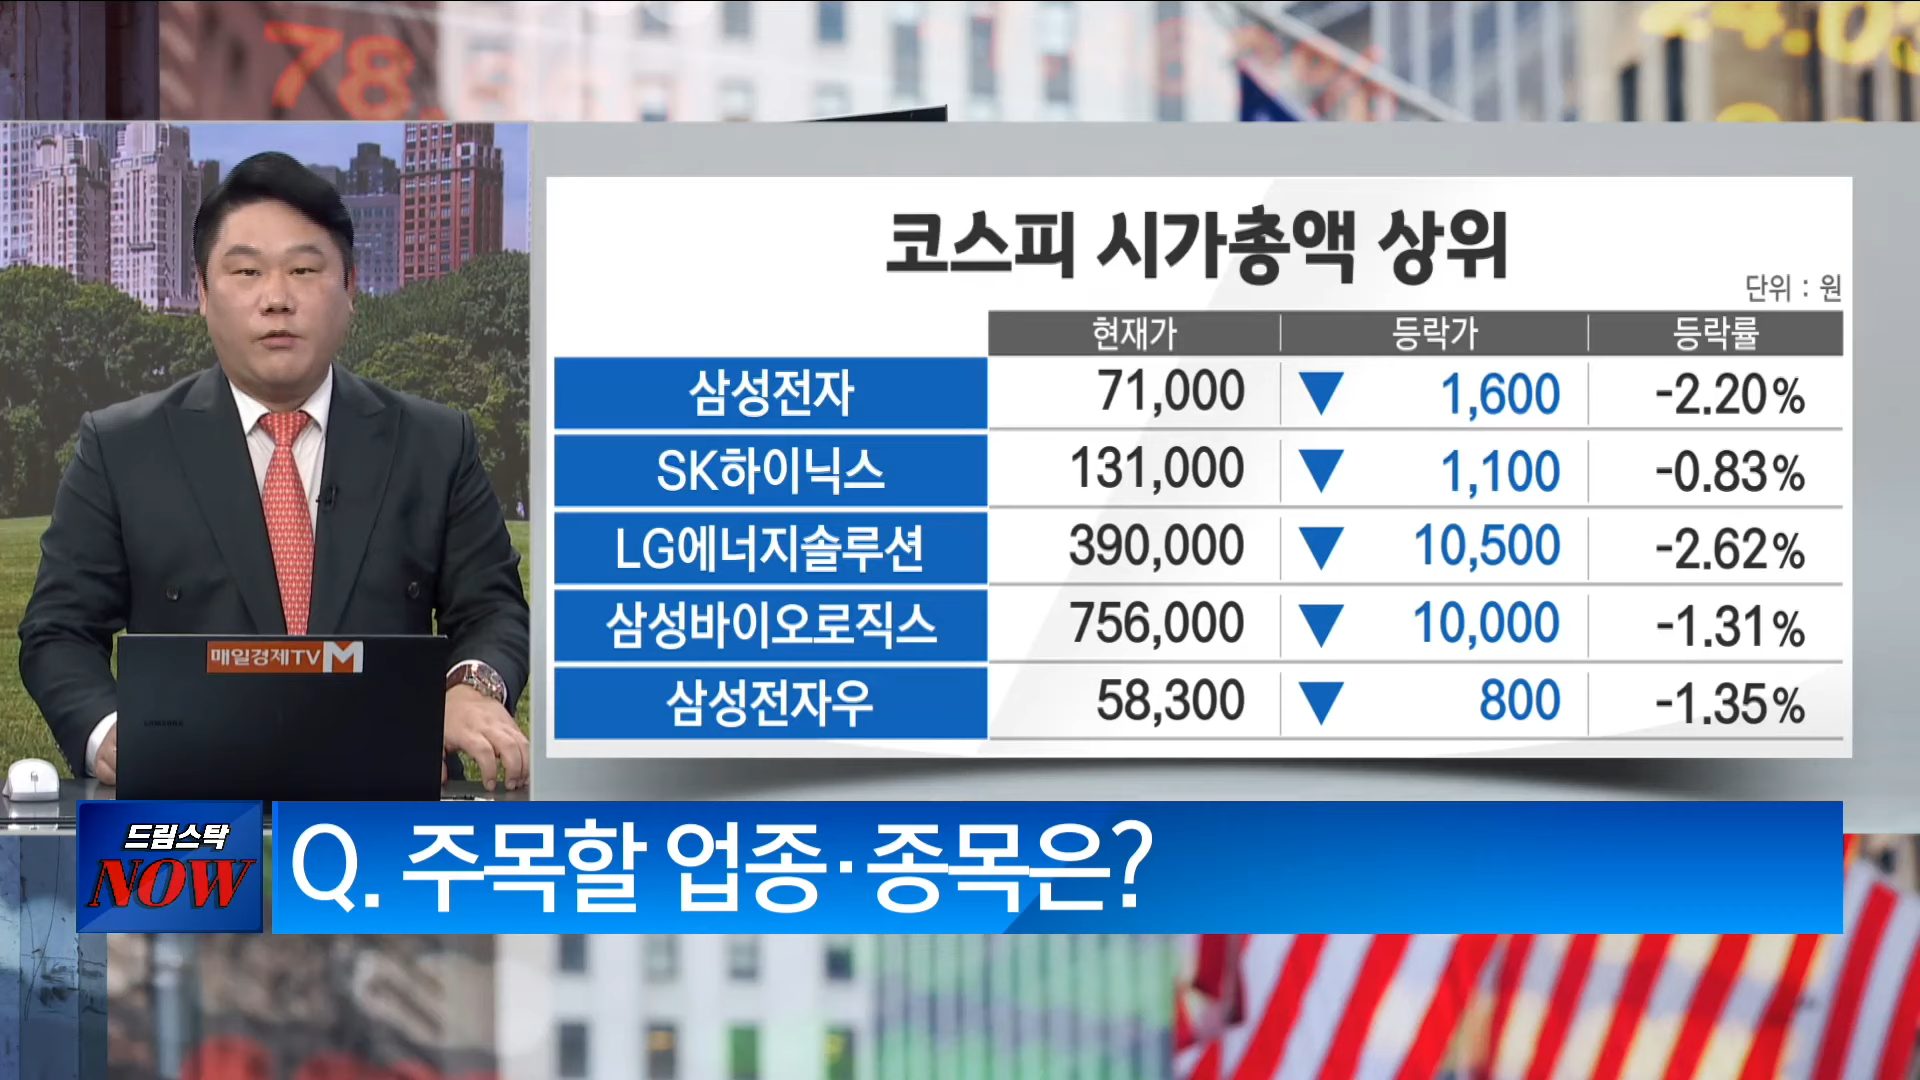 78.
24.03
코스피 시가총액 상위
단위 : 원
현재가 등락가 등락률
삼성전자 71,000 ▼ 1,600 -2.20%
SK하이닉스 131,000 ▼ 1,100 -0.83%
LG에너지솔루션 390,000 ▼ 10,500 -2.62%
삼성바이오로직스 756,000 ▼ 10,000 -1.31%
삼성전자우 58,300 ▼ 800 -1.35%
매일경제TV M
SAMSUNG
드림스탁
NOW
Q. 주목할 업종·종목은?